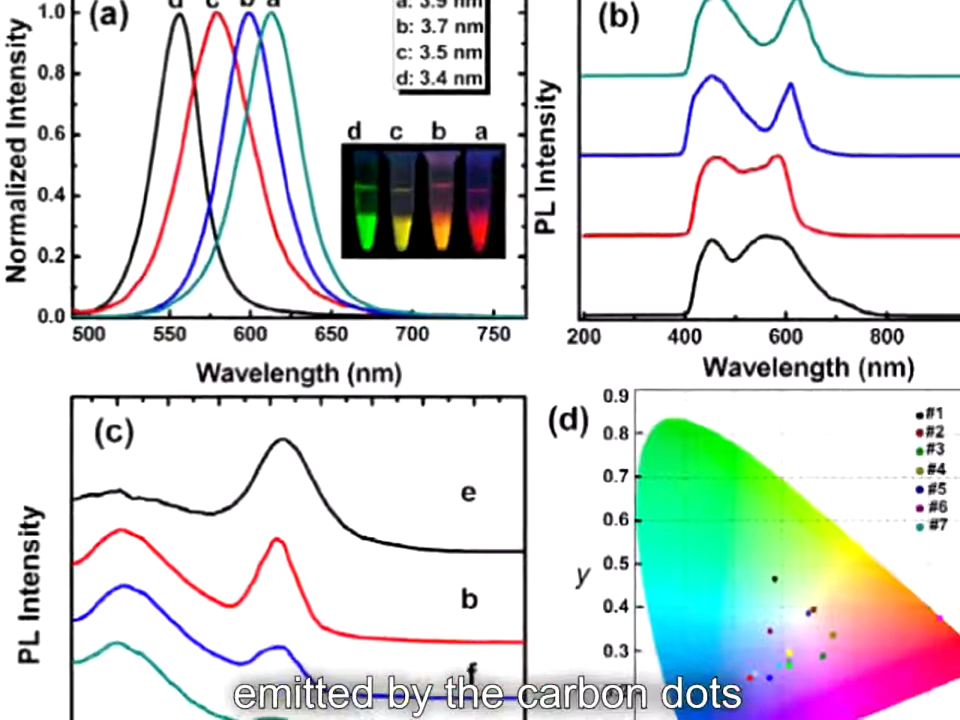 (a)
d c b a
a: 3.9 nm
b: 3.7 nm
c: 3.5 nm
d: 3.4 nm
d c b a
Normalized Intensity
1.0
0.8
0.6
0.4
0.2
0.0
500 550 600 650 700 750
Wavelength (nm)
(b)
PL Intensity
200 400 600 800
Wavelength (nm)
(c)
PL Intensity
e
b
f
(d)
y
0.9
0.8
0.7
0.6
0.5
0.4
0.3
#1
#2
#3
#4
#5
#6
#7
emitted by the carbon dots